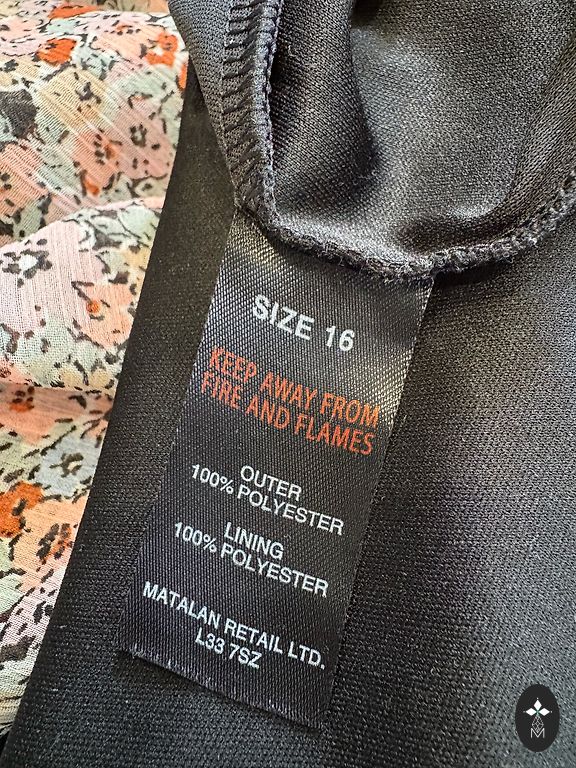 SIZE 16
KEEP AWAY FROM
FIRE AND FLAMES
OUTER
100% POLYESTER
LINING
100% POLYESTER
MATALAN RETAIL LTD.
L33 7SZ
M